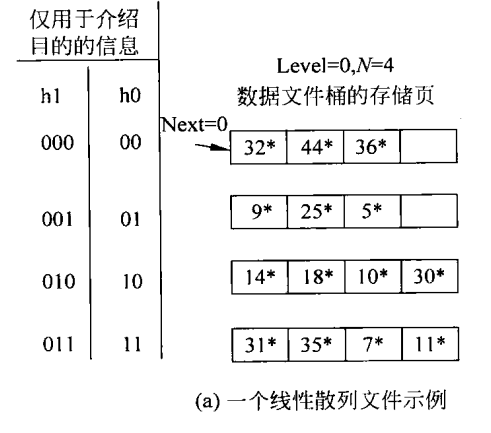 仅用于介绍
目的的信息
Level=0,N=4
h1 h0 数据文件桶的存储页
Next=0
000 00 32* 44* 36*
001 01 9* 25* 5*
010 10 14* 18* 10* 30*
011 11 31* 35* 7* 11*
(a) 一个线性散列文件示例